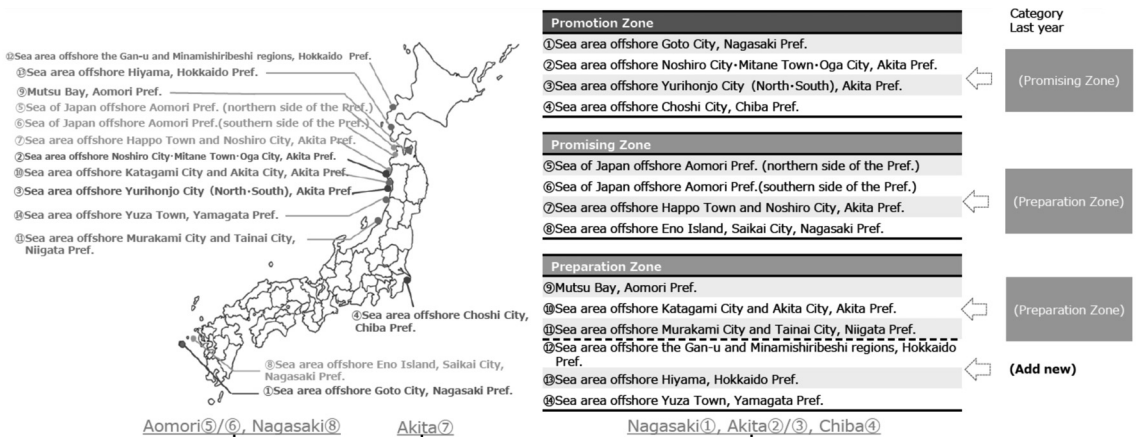 ⑫Sea area offshore the Gan-u and Minamishiribeshi regions, Hokkaido Pref.
⑬Sea area offshore Hiyama, Hokkaido Pref.
⑨Mutsu Bay, Aomori Pref.
⑤Sea of Japan offshore Aomori Pref. (northern side of the Pref.)
⑥Sea of Japan offshore Aomori Pref.(southern side of the Pref.)
⑦Sea area offshore Happo Town and Noshiro City, Akita Pref.
②Sea area offshore Noshiro City・Mitane Town・Oga City, Akita Pref.
⑩Sea area offshore Katagami City and Akita City, Akita Pref.
③Sea area offshore Yurihonjo City (North・South), Akita Pref.
⑭Sea area offshore Yuza Town, Yamagata Pref.
⑪Sea area offshore Murakami City and Tainai City,
Niigata Pref.
④Sea area offshore Choshi City,
Chiba Pref.
⑧Sea area offshore Eno Island, Saikai City,
Nagasaki Pref.
①Sea area offshore Goto City, Nagasaki Pref.
Aomori⑤/⑥, Nagasaki⑧
Akita⑦
Promotion Zone
①Sea area offshore Goto City, Nagasaki Pref.
②Sea area offshore Noshiro City・Mitane Town・Oga City, Akita Pref.
③Sea area offshore Yurihonjo City (North・South), Akita Pref.
④Sea area offshore Choshi City, Chiba Pref.
Promising Zone
⑤Sea of Japan offshore Aomori Pref. (northern side of the Pref.)
⑥Sea of Japan offshore Aomori Pref.(southern side of the Pref.)
⑦Sea area offshore Happo Town and Noshiro City, Akita Pref.
⑧Sea area offshore Eno Island, Saikai City, Nagasaki Pref.
Preparation Zone
⑨Mutsu Bay, Aomori Pref.
⑩Sea area offshore Katagami City and Akita City, Akita Pref.
⑪Sea area offshore Murakami City and Tainai City, Niigata Pref.
⑫Sea area offshore the Gan-u and Minamishiribeshi regions, Hokkaido
Pref.
⑬Sea area offshore Hiyama, Hokkaido Pref.
⑭Sea area offshore Yuza Town, Yamagata Pref.
Nagasaki①, Akita②/③, Chiba④
Category
Last year
(Promising Zone)
(Preparation Zone)
(Preparation Zone)
(Add new)